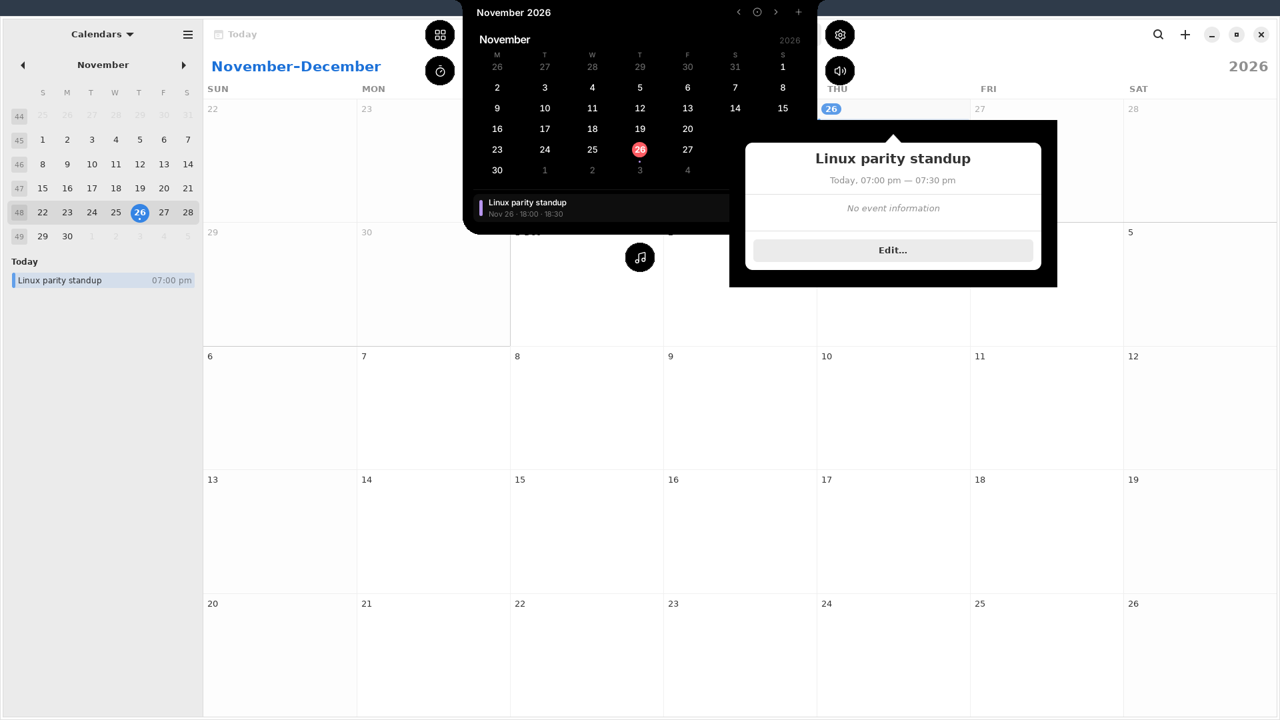 Calendars
November
S M T W T F S
44 25 26 27 28 29 30 31
45 1 2 3 4 5 6 7
46 8 9 10 11 12 13 14
47 15 16 17 18 19 20 21
48 22 23 24 25 26 27 28
49 29 30 1 2 3 4 5
Today
Linux parity standup 07:00 pm
Today
November–December
2026
SUN MON THU FRI SAT
22 23 26 27 28
29 30 5
6 7 8 9 10 11 12
13 14 15 16 17 18 19
20 21 22 23 24 25 26
November 2026
November 2026
M T W T F S S
26 27 28 29 30 31 1
2 3 4 5 6 7 8
9 10 11 12 13 14 15
16 17 18 19 20
23 24 25 26 27
30 1 2 3 4
Linux parity standup
Nov 26 · 18:00 - 18:30
Linux parity standup
Today, 07:00 pm — 07:30 pm
No event information
Edit...